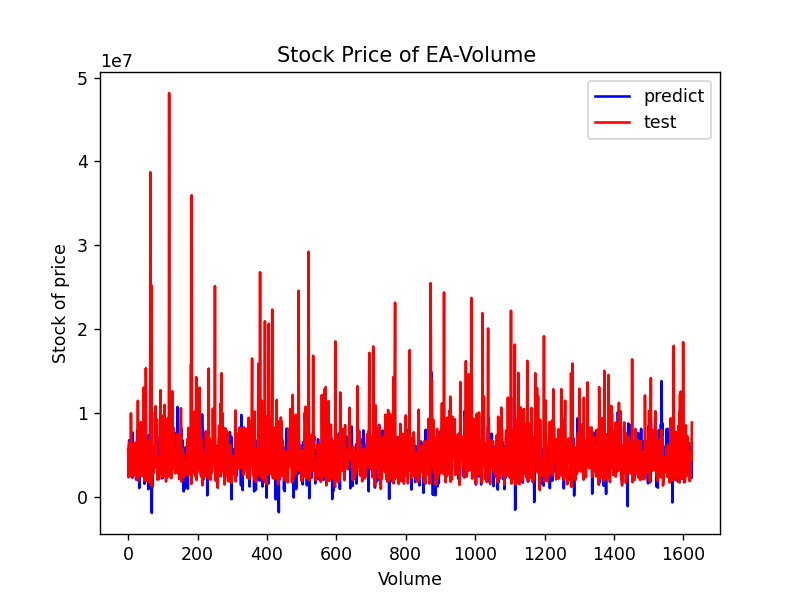 Stock Price of EA-Volume
1e7
predict
test
5
4
3
2
1
0
Stock of price
0 200 400 600 800 1000 1200 1400 1600
Volume